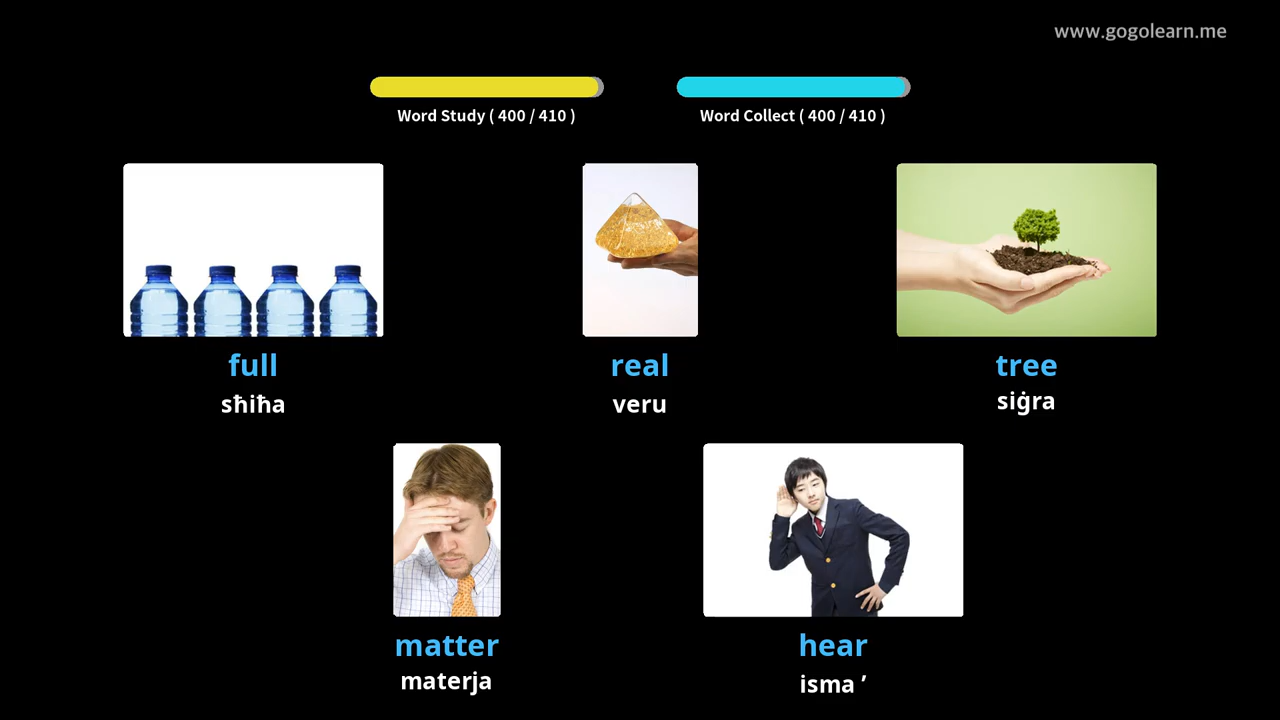 www.gogolearn.me
Word Study ( 400 / 410 )
Word Collect ( 400 / 410 )
full
sħiħa
real
veru
tree
siġra
matter
materja
hear
isma ’